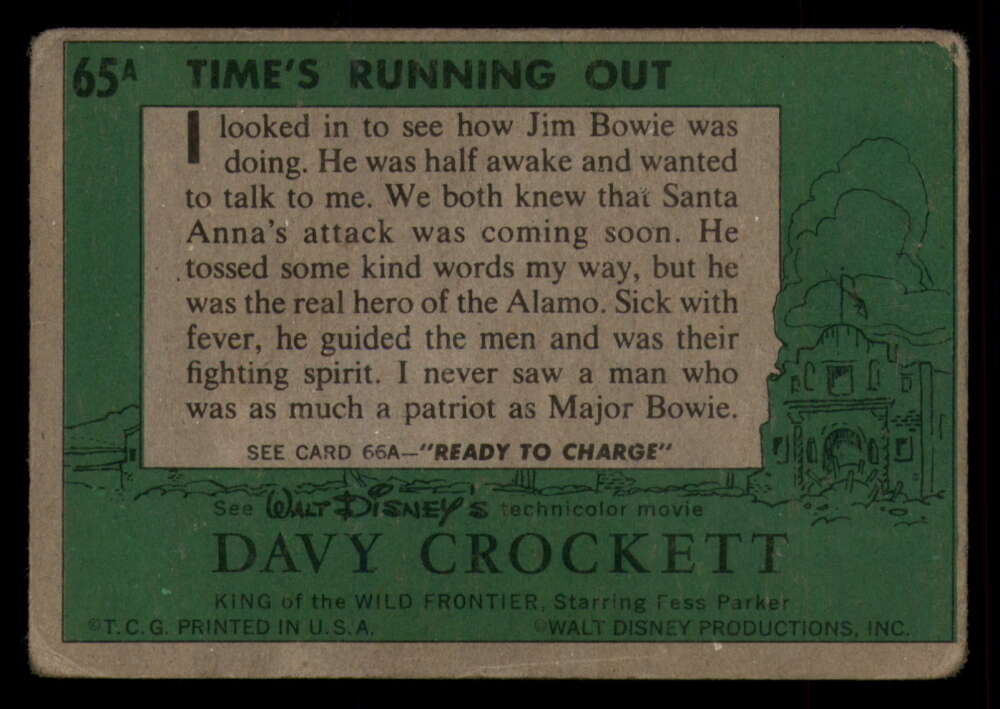 65A TIME'S RUNNING OUT
I looked in to see how Jim Bowie was
doing. He was half awake and wanted
to talk to me. We both knew that Santa
Anna's attack was coming soon. He
tossed some kind words my way, but he
was the real hero of the Alamo. Sick with
fever, he guided the men and was their
fighting spirit. I never saw a man who
was as much a patriot as Major Bowie.
SEE CARD 66A—"READY TO CHARGE"
See WALT DISNEY'S technicolor movie
DAVY CROCKETT
KING of the WILD FRONTIER, Starring Fess Parker
©T.C.G. PRINTED IN U.S.A. ©WALT DISNEY PRODUCTIONS, INC.